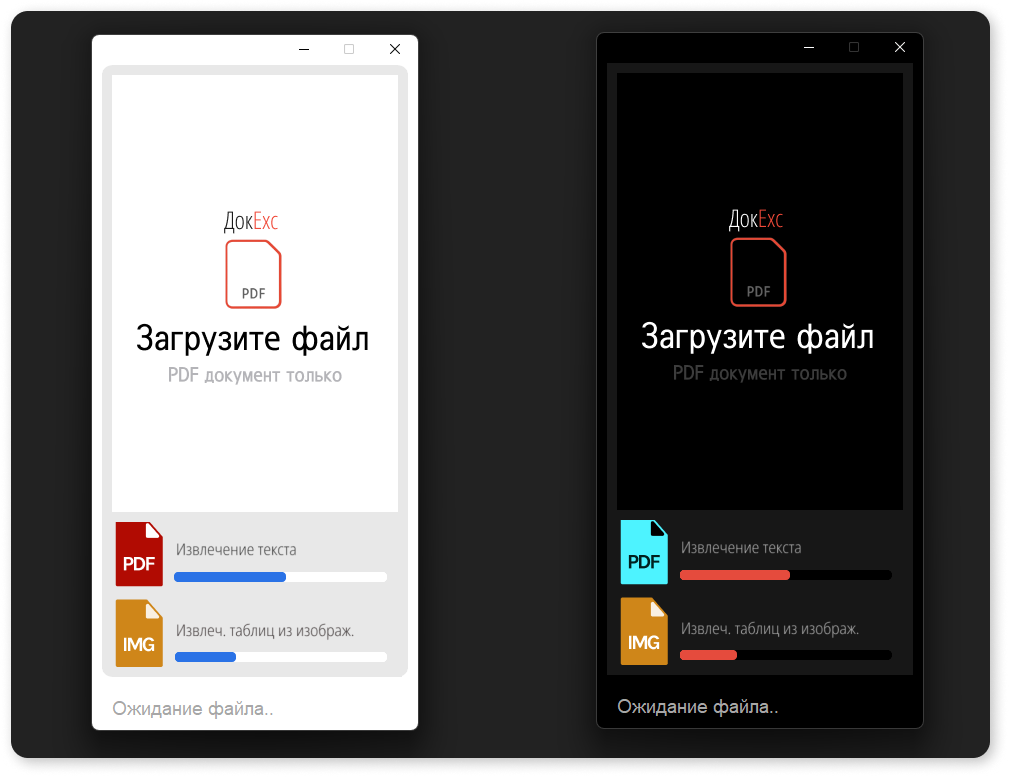 ДокExc
PDF
Загрузите файл
PDF документ только
PDF
Извлечение текста
IMG
Извлеч. таблиц из изображ.
Ожидание файла..
ДокExc
PDF
Загрузите файл
PDF документ только
PDF
Извлечение текста
IMG
Извлеч. таблиц из изображ.
Ожидание файла..